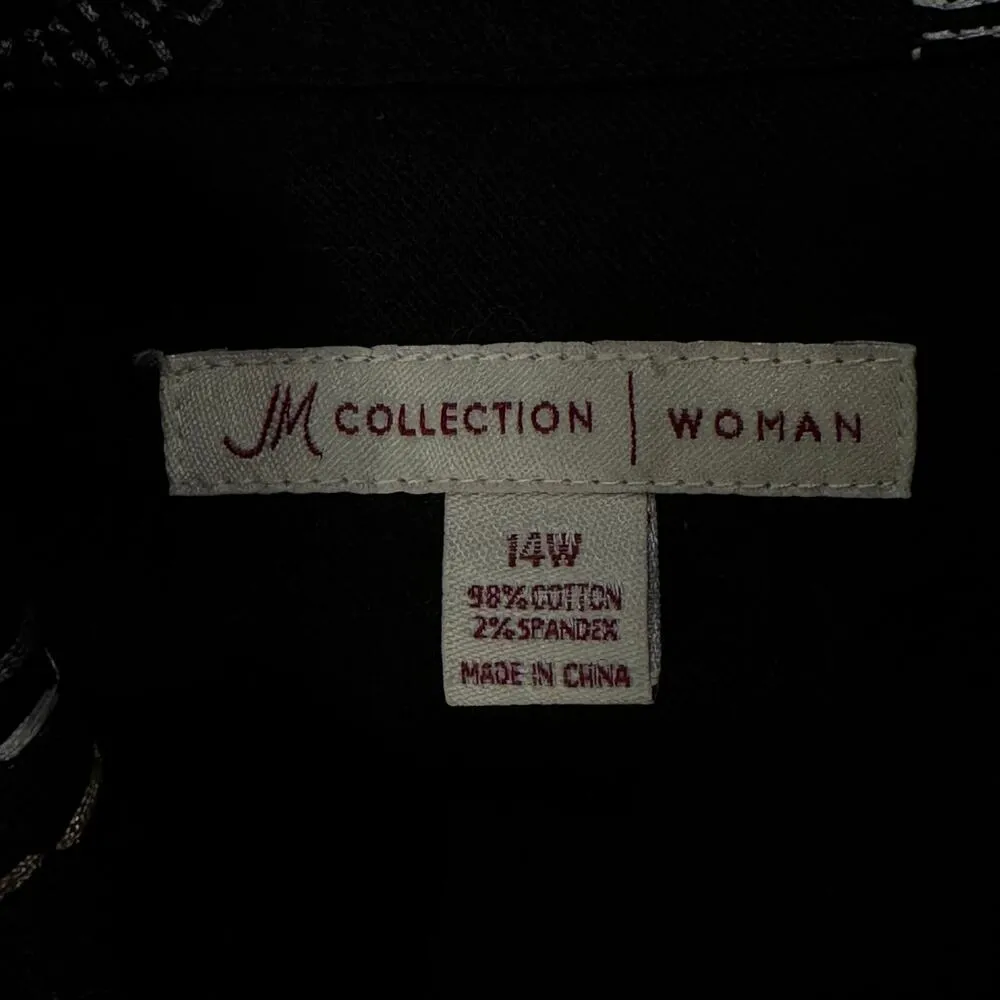 JM COLLECTION | WOMAN
14W
98% COTTON
2% SPANDEX
MADE IN CHINA